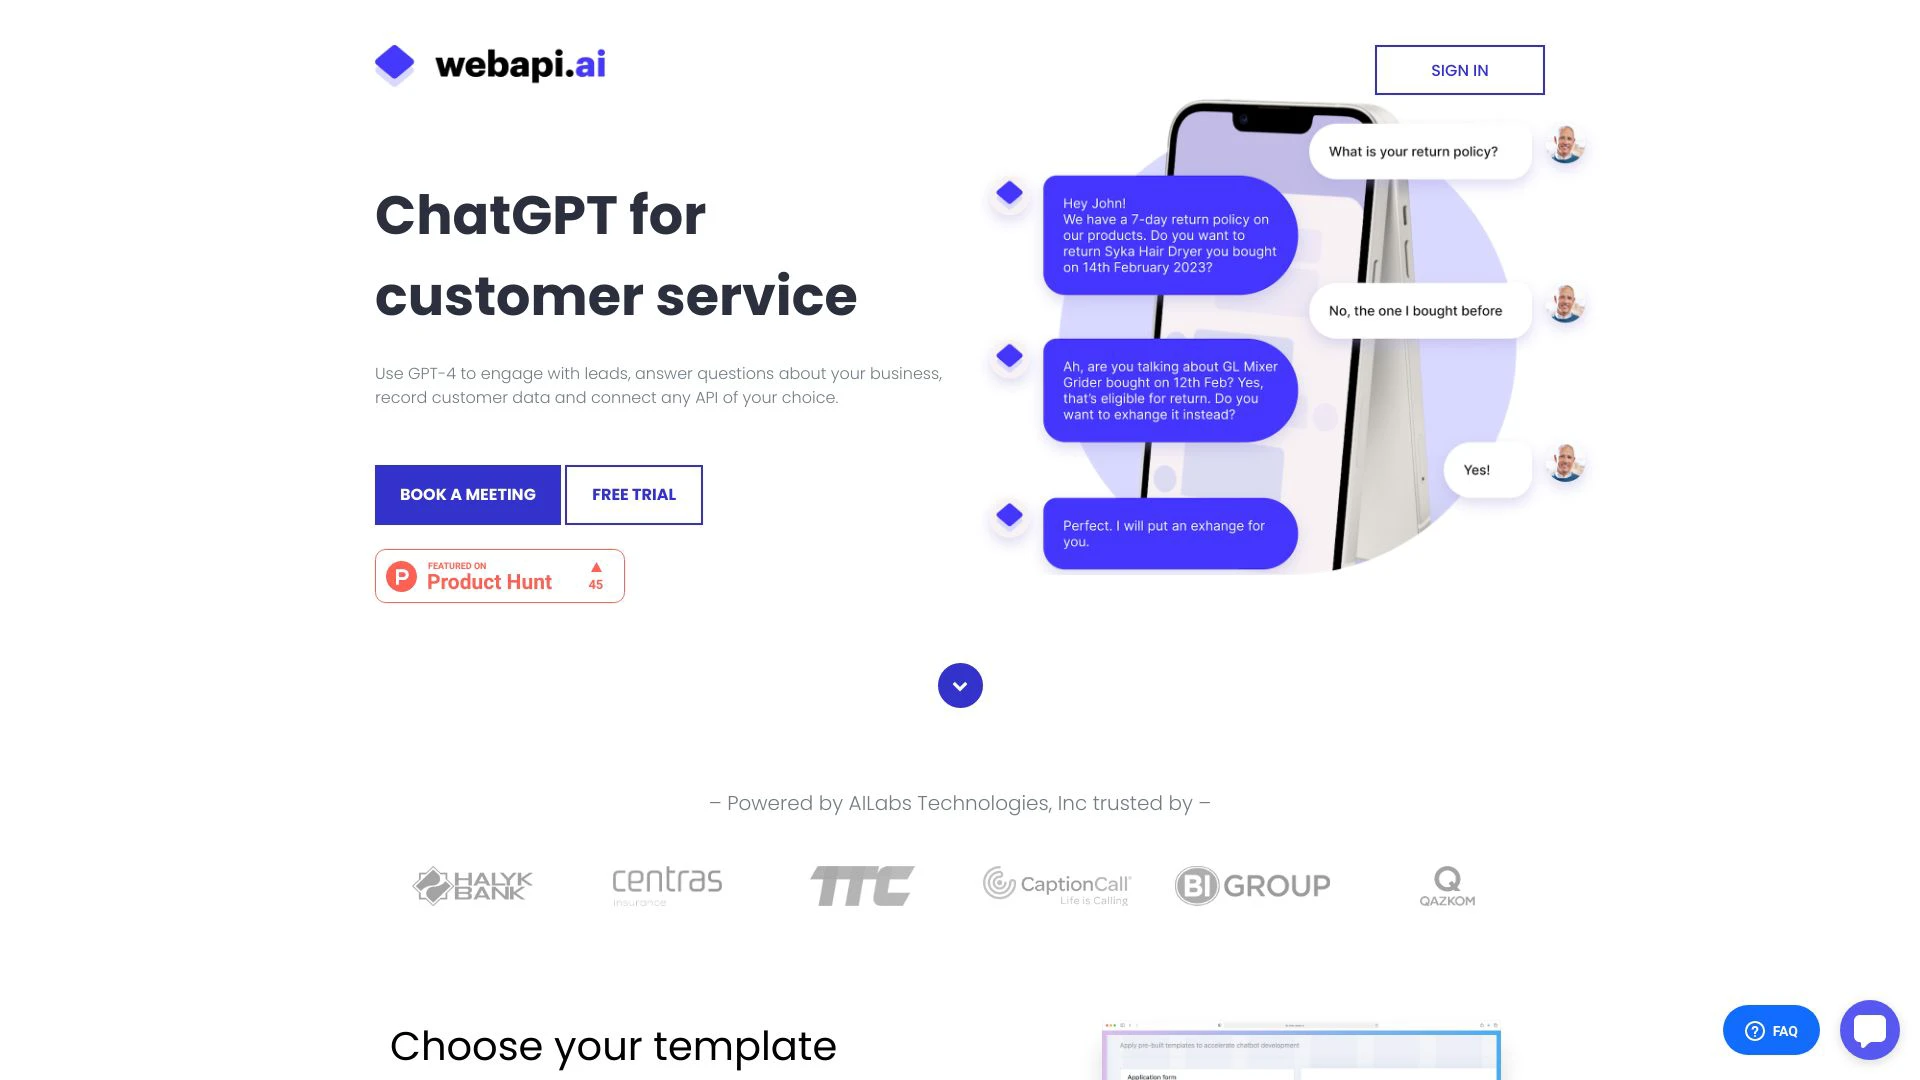 webapi.ai
SIGN IN
ChatGPT for
customer service
Use GPT-4 to engage with leads, answer questions about your business,
record customer data and connect any API of your choice.
BOOK A MEETING
FREE TRIAL
FEATURED ON
Product Hunt
45
What is your return policy?
Hey John!
We have a 7-day return policy on
our products. Do you want to
return Syka Hair Dryer you bought
on 14th February 2023?
No, the one I bought before
Ah, are you talking about GL Mixer
Grider bought on 12th Feb? Yes,
that's eligible for return. Do you
want to exhange it instead?
Yes!
Perfect. I will put an exhange for
you.
– Powered by AILabs Technologies, Inc trusted by –
HALYK
BANK
centras
insurance
TTC
CaptionCall
Life is Calling
BI GROUP
QAZKOM
Choose your template
Apply pre-built templates to accelerate chatbot development
Application form
FAQ